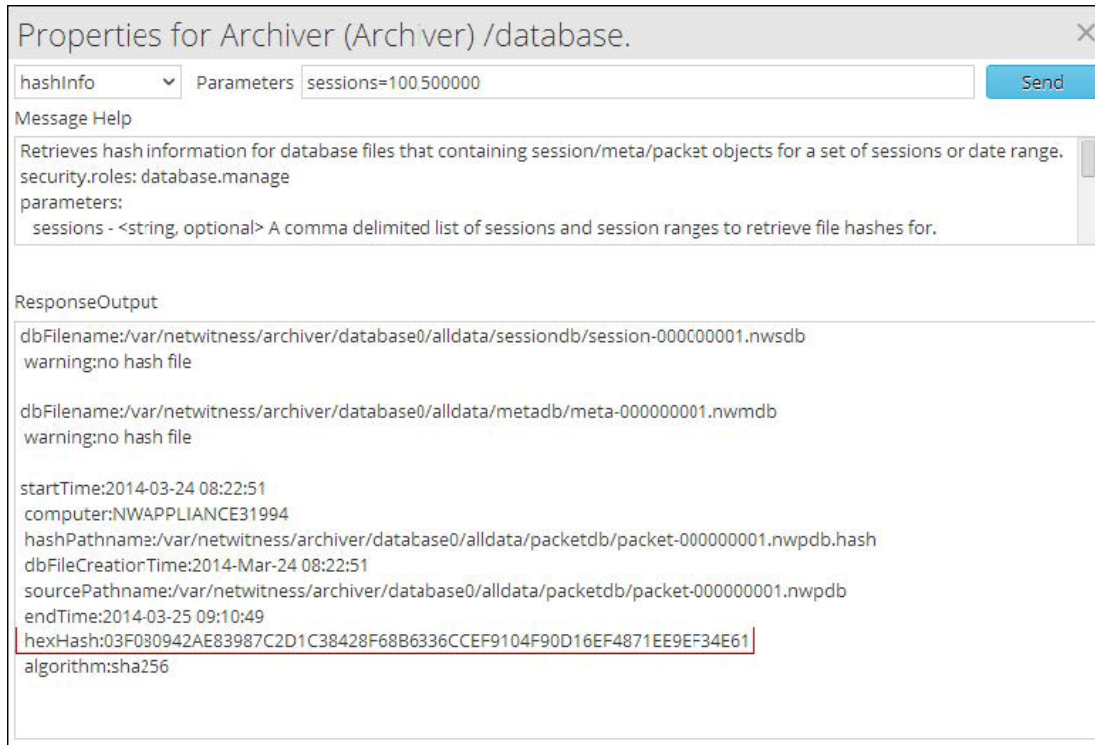 Properties for Archiver (Archiver) /database.
hashInfo Parameters sessions=100,500000 Send
Message Help
Retrieves hash information for database files that containing session/meta/packet objects for a set of sessions or date range.
security.roles: database.manage
parameters:
sessions - <string, optional> A comma delimited list of sessions and session ranges to retrieve file hashes for.
ResponseOutput
dbFilename:/var/netwitness/archiver/database0/alldata/sessiondb/session-000000001.nwsdb
warning:no hash file
dbFilename:/var/netwitness/archiver/database0/alldata/metadb/meta-000000001.nwmdb
warning:no hash file
startTime:2014-03-24 08:22:51
computer:NWAPPLIANCE31994
hashPathname:/var/netwitness/archiver/database0/alldata/packetdb/packet-000000001.nwpdb.hash
dbFileCreationTime:2014-Mar-24 08:22:51
sourcePathname:/var/netwitness/archiver/database0/alldata/packetdb/packet-000000001.nwpdb
endTime:2014-03-25 09:10:49
hexHash:03F080942AE83987C2D1C38428F68B6336CCEF9104F90D16EF4871EE9EF34E61
algorithm:sha256